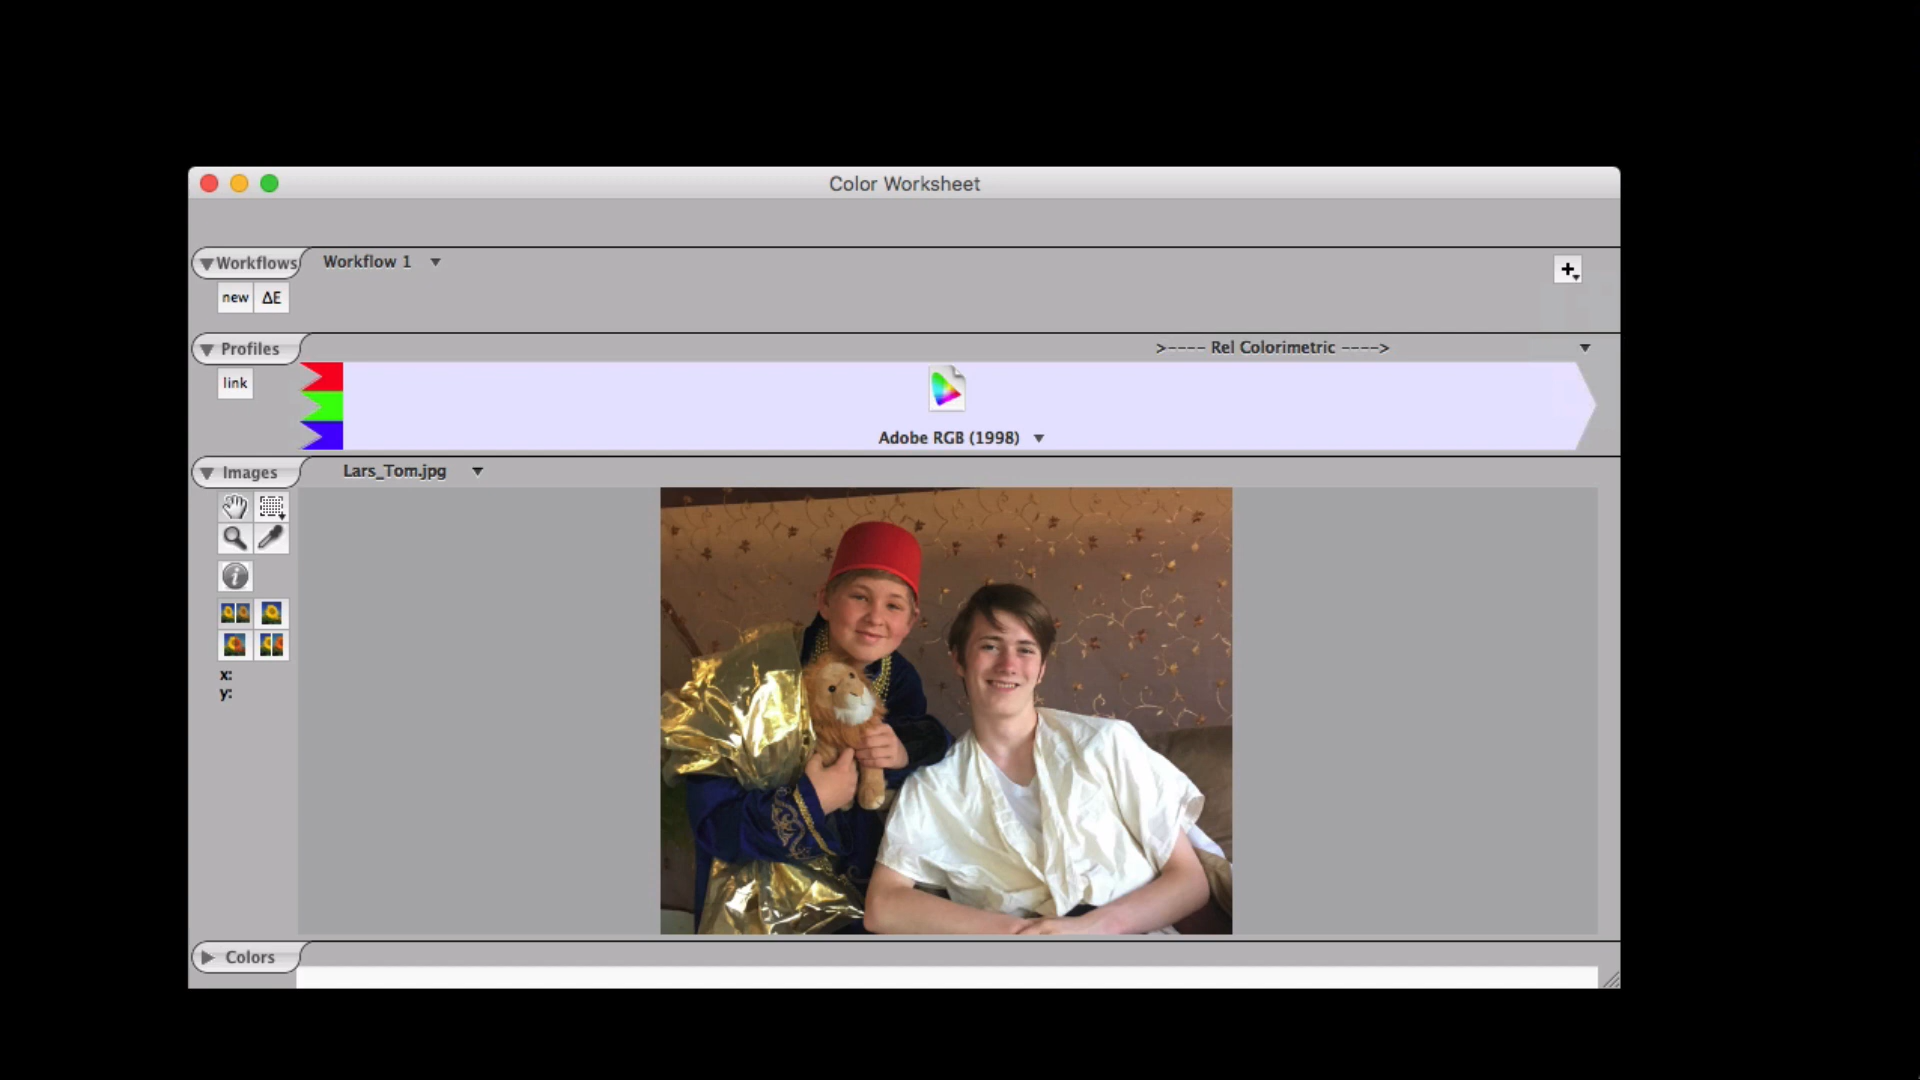 Color Worksheet
Workflows
Workflow 1
new ΔE
Profiles
>---- Rel Colorimetric ---->
link
Adobe RGB (1998)
Images
Lars_Tom.jpg
x:
y:
Colors